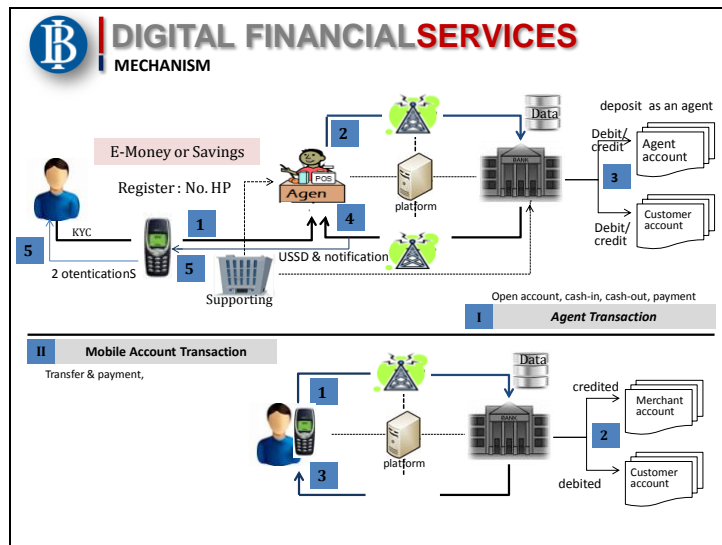 DIGITAL FINANCIALSERVICES
MECHANISM
E-Money or Savings
Register : No. HP
KYC
1
5
2 otenticationS
5
Supporting
2
POS
Agen
4
USSD & notification
platform
Data
BANK
deposit as an agent
Debit/
credit
Agent
account
3
Customer
account
Debit/
credit
Open account, cash-in, cash-out, payment
I
Agent Transaction
II
Mobile Account Transaction
Transfer & payment,
1
3
platform
Data
BANK
credited
Merchant
account
2
Customer
account
debited